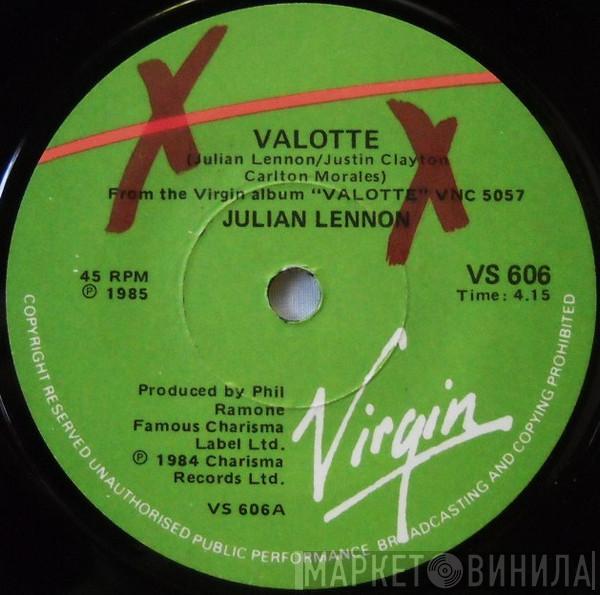 VALOTTE
(Julian Lennon/Justin Clayton
Carlton Morales)
From the Virgin album "VALOTTE" VNC 5057
JULIAN LENNON
45 RPM
Ⓟ 1985
VS 606
Time: 4.15
Produced by Phil
Ramone
Famous Charisma
Label Ltd.
Ⓟ 1984 Charisma
Records Ltd.
VS 606A
Virgin
COPYRIGHT RESERVED UNAUTHORISED PUBLIC PERFORMANCE, BROADCASTING AND COPYING PROHIBITED
МАРКЕТ ВИНИЛА